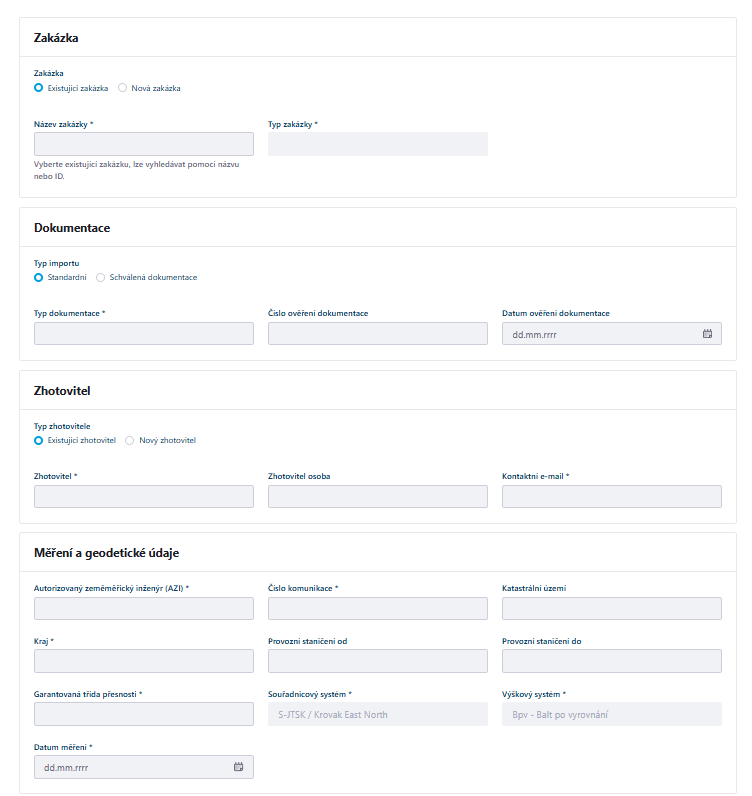 Zakázka
Zakázka
Existující zakázka Nová zakázka
Název zakázky * Typ zakázky *
Vyberte existující zakázku, lze vyhledávat pomocí názvu
nebo ID.
Dokumentace
Typ importu
Standardní Schválená dokumentace
Typ dokumentace * Číslo ověření dokumentace Datum ověření dokumentace
dd.mm.rrrr
Zhotovitel
Typ zhotovitele
Existující zhotovitel Nový zhotovitel
Zhotovitel * Zhotovitel osoba Kontaktní e-mail *
Měření a geodetické údaje
Autorizovaný zeměměřický inženýr (AZI) * Číslo komunikace * Katastrální území
Kraj * Provozní staničení od Provozní staničení do
Garantovaná třída přesnosti * Souřadnicový systém * Výškový systém *
S-JTSK / Krovak East North Bpv - Balt po vyrovnání
Datum měření *
dd.mm.rrrr